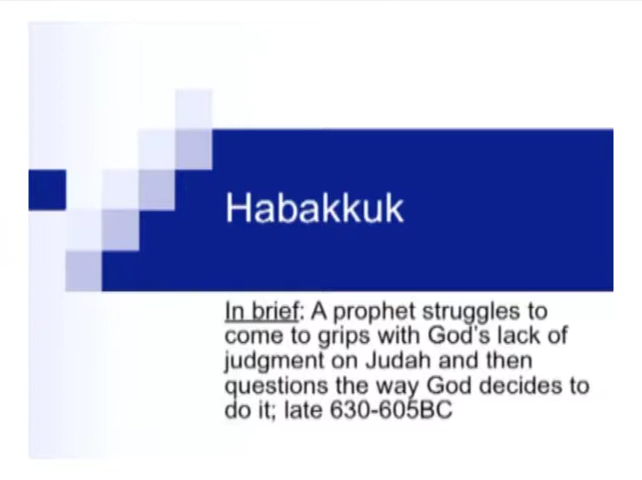 Habakkuk
In brief: A prophet struggles to
come to grips with God's lack of
judgment on Judah and then
questions the way God decides to
do it; late 630-605BC